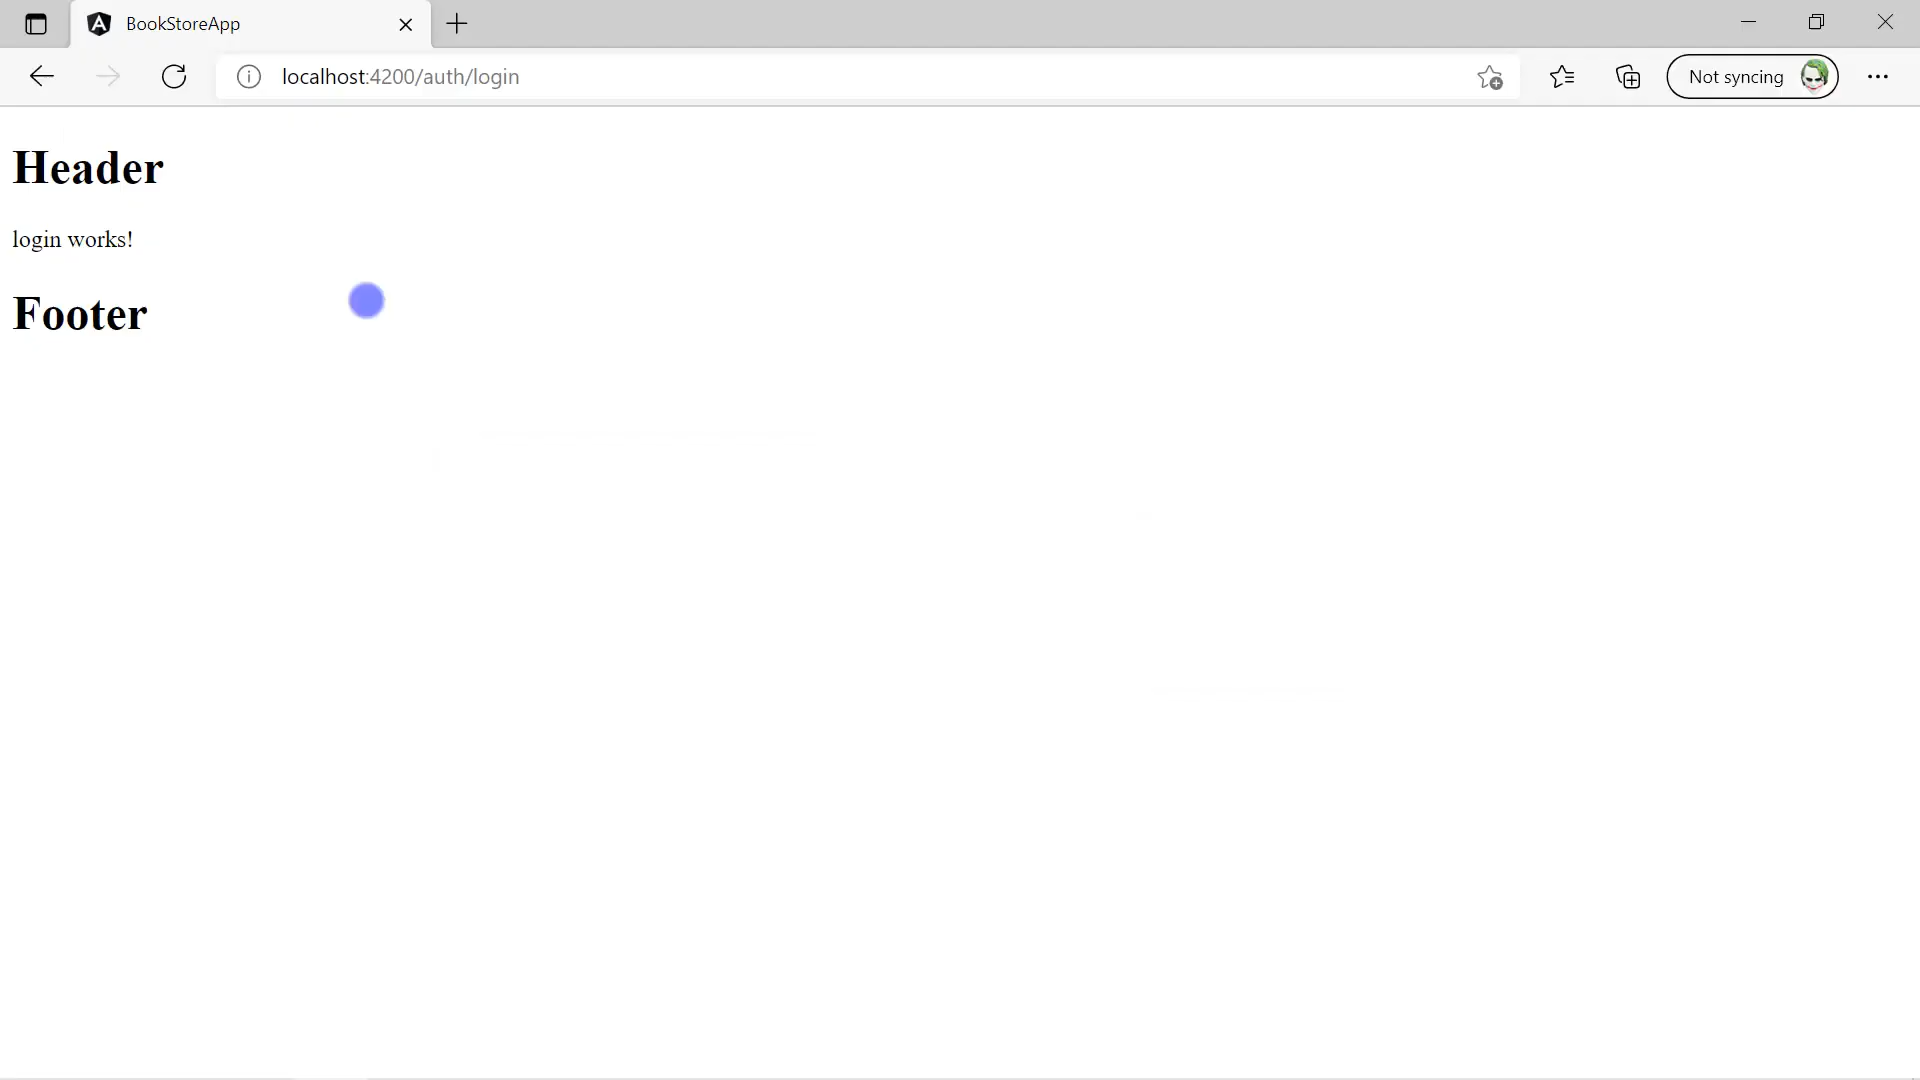 BookStoreApp
localhost:4200/auth/login
Not syncing
Header
login works!
Footer